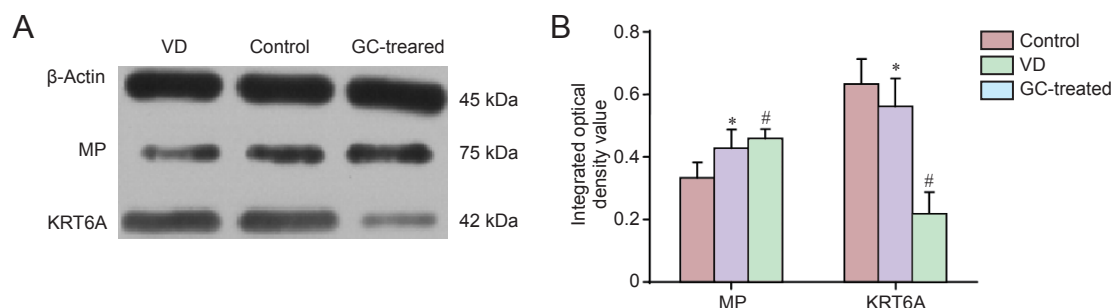 A
VD Control GC-treared
β-Actin
45 kDa
MP
75 kDa
KRT6A
42 kDa
B
Integrated optical
density value
0.8
0.6
0.4
0.2
0
* #
* #
MP KRT6A
Control
VD
GC-treated